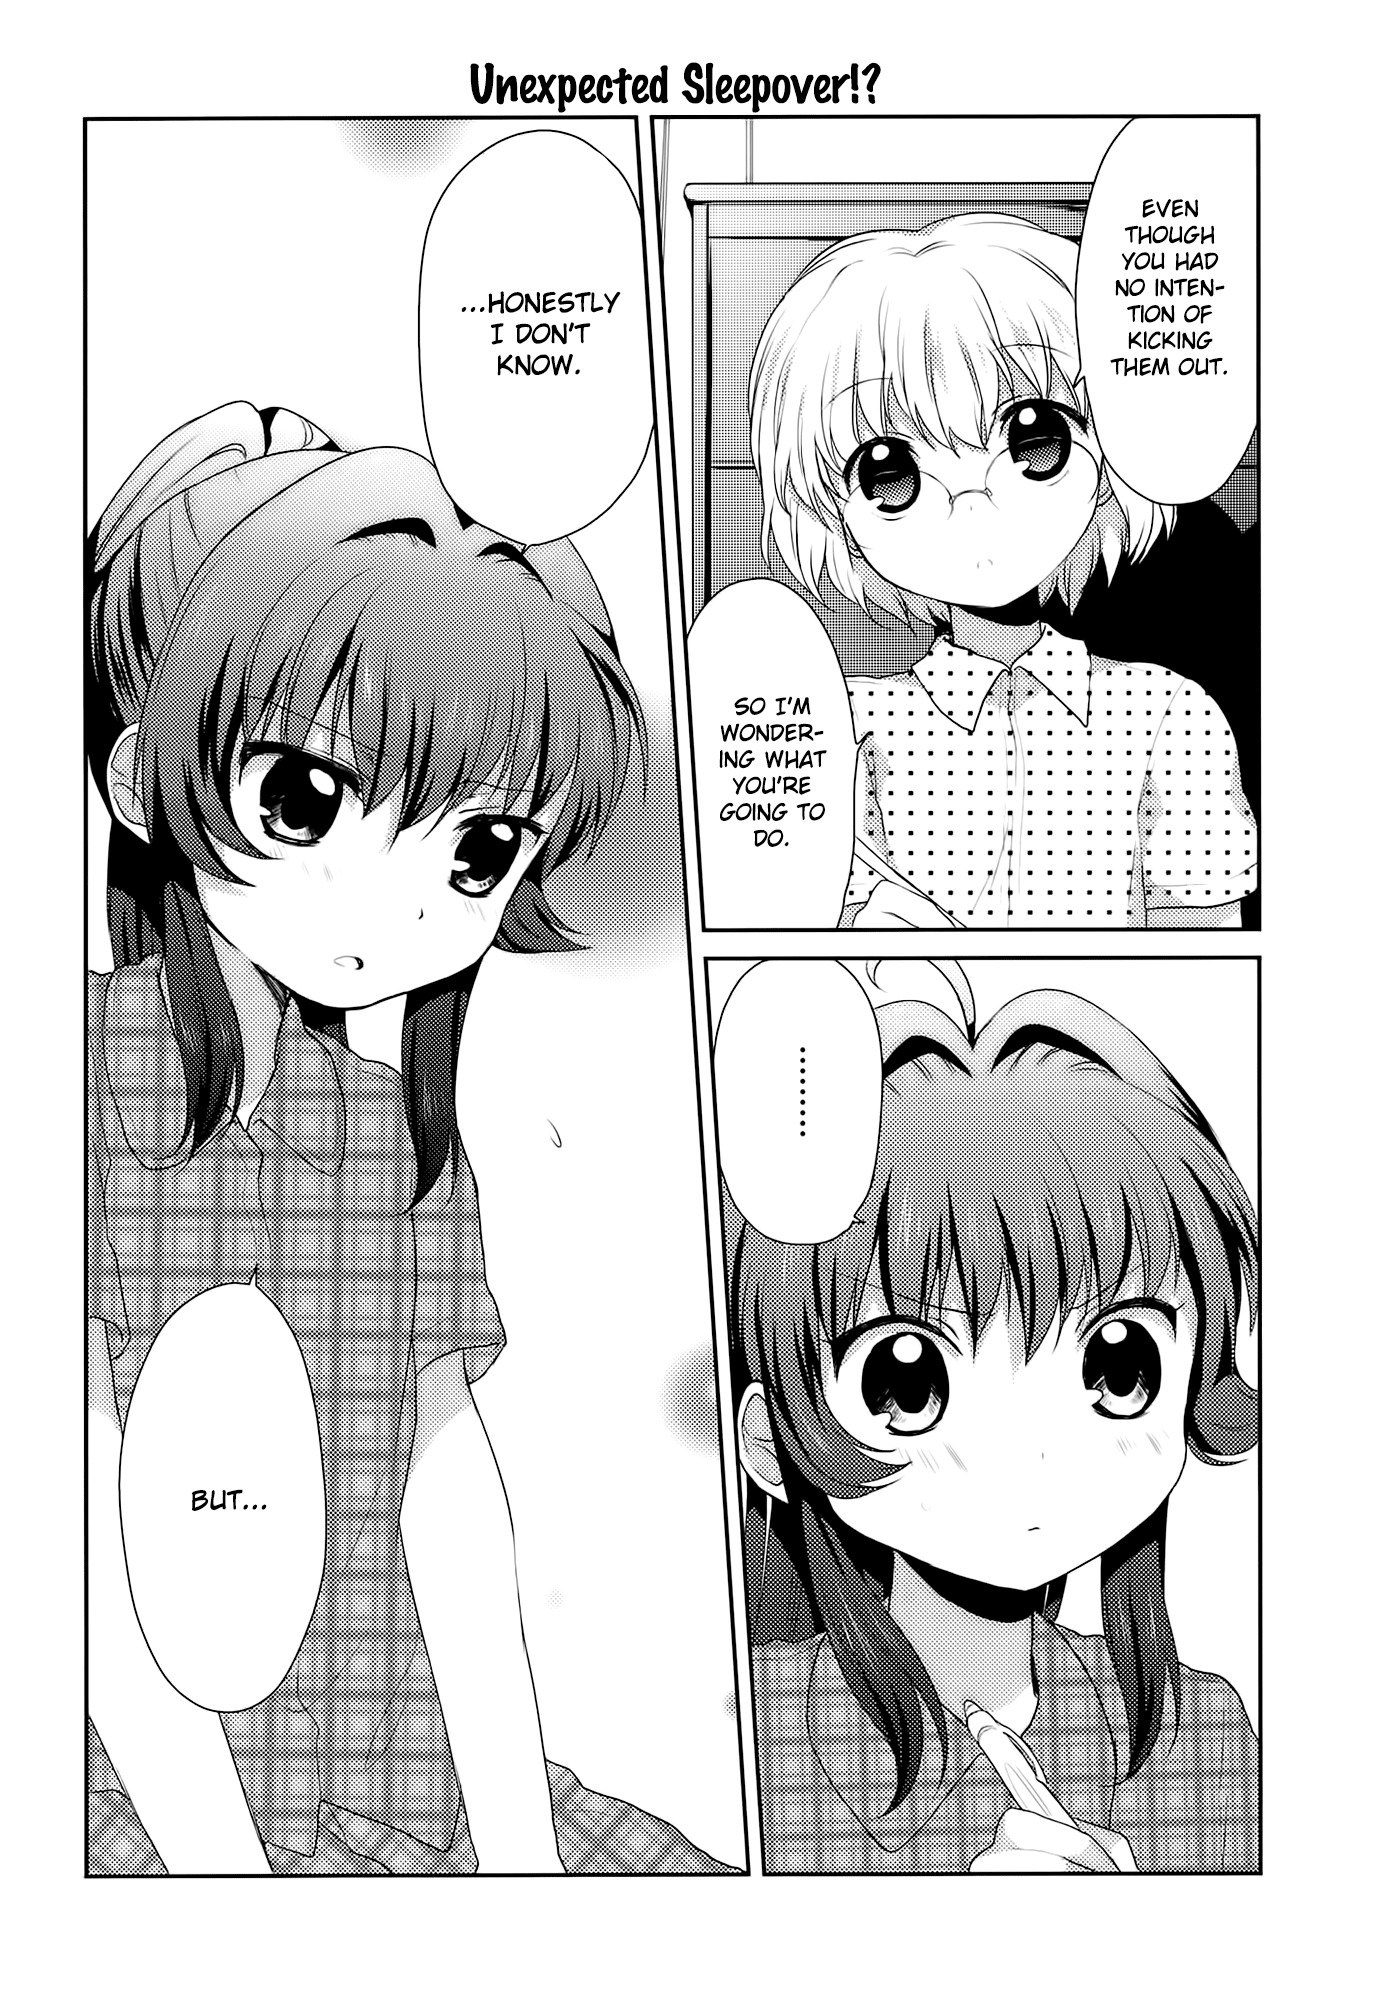 Unexpected Sleepover!?
EVEN
THOUGH
YOU HAD
NO INTEN-
TION OF
KICKING
THEM OUT.
SO I'M
WONDER-
ING WHAT
YOU'RE
GOING TO
DO.
.........
...HONESTLY
I DON'T
KNOW.
BUT...